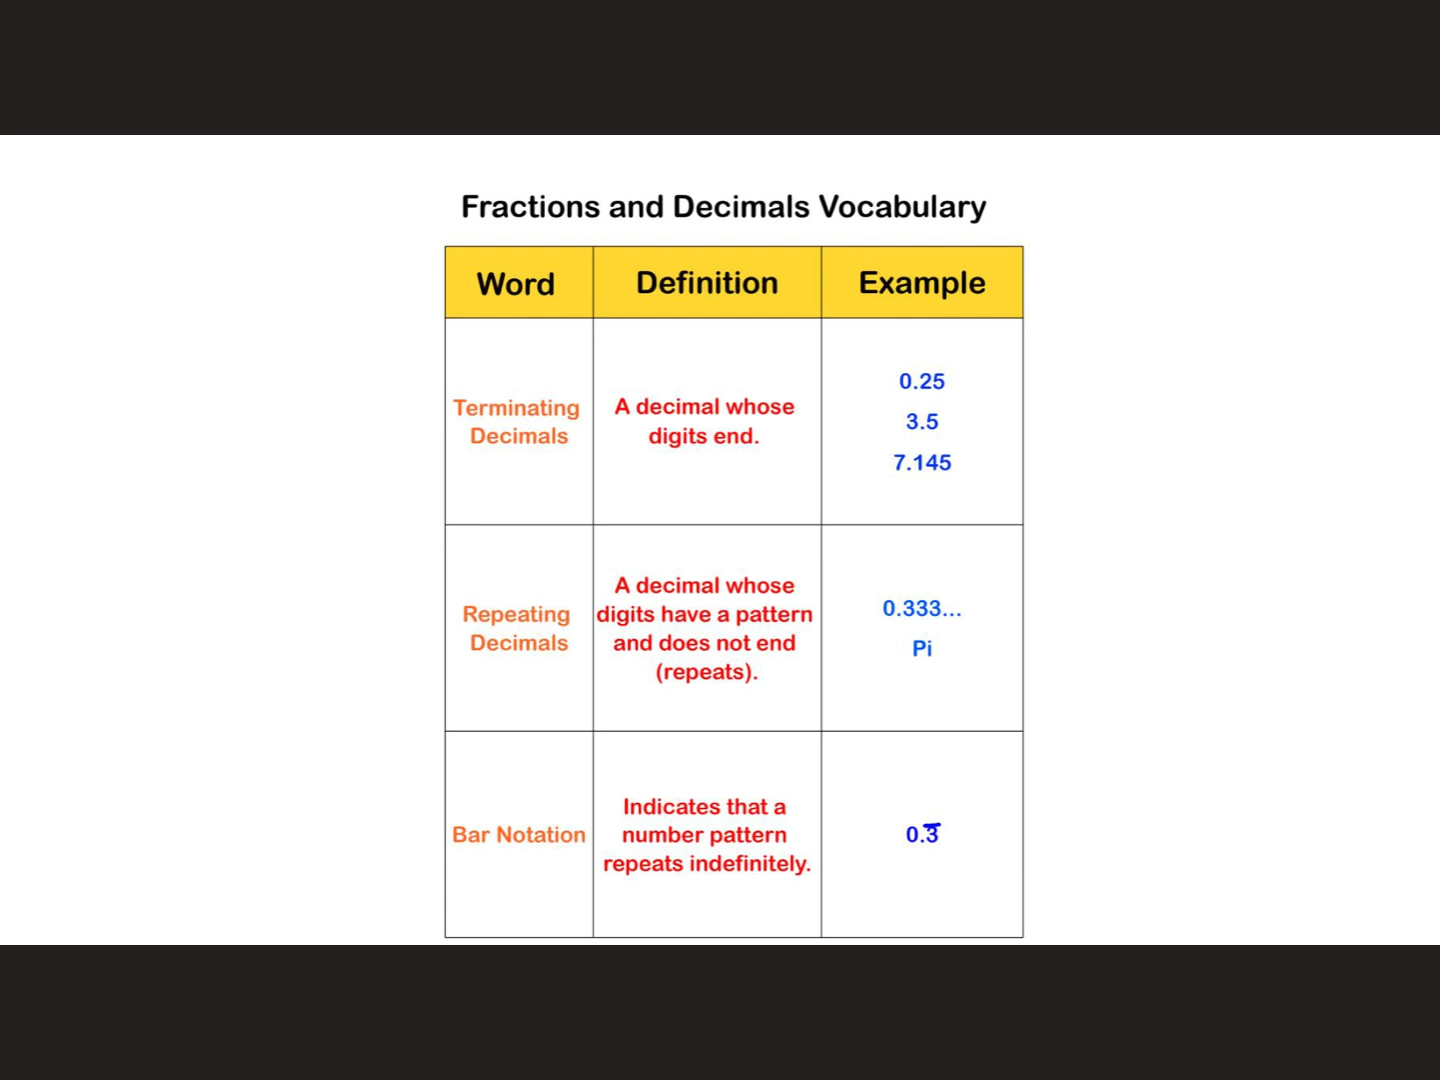 Fractions and Decimals Vocabulary
Word
Definition
Example
Terminating
Decimals
A decimal whose
digits end.
0.25
3.5
7.145
Repeating
Decimals
A decimal whose
digits have a pattern
and does not end
(repeats).
0.333...
Pi
Bar Notation
Indicates that a
number pattern
repeats indefinitely.
0.3̅